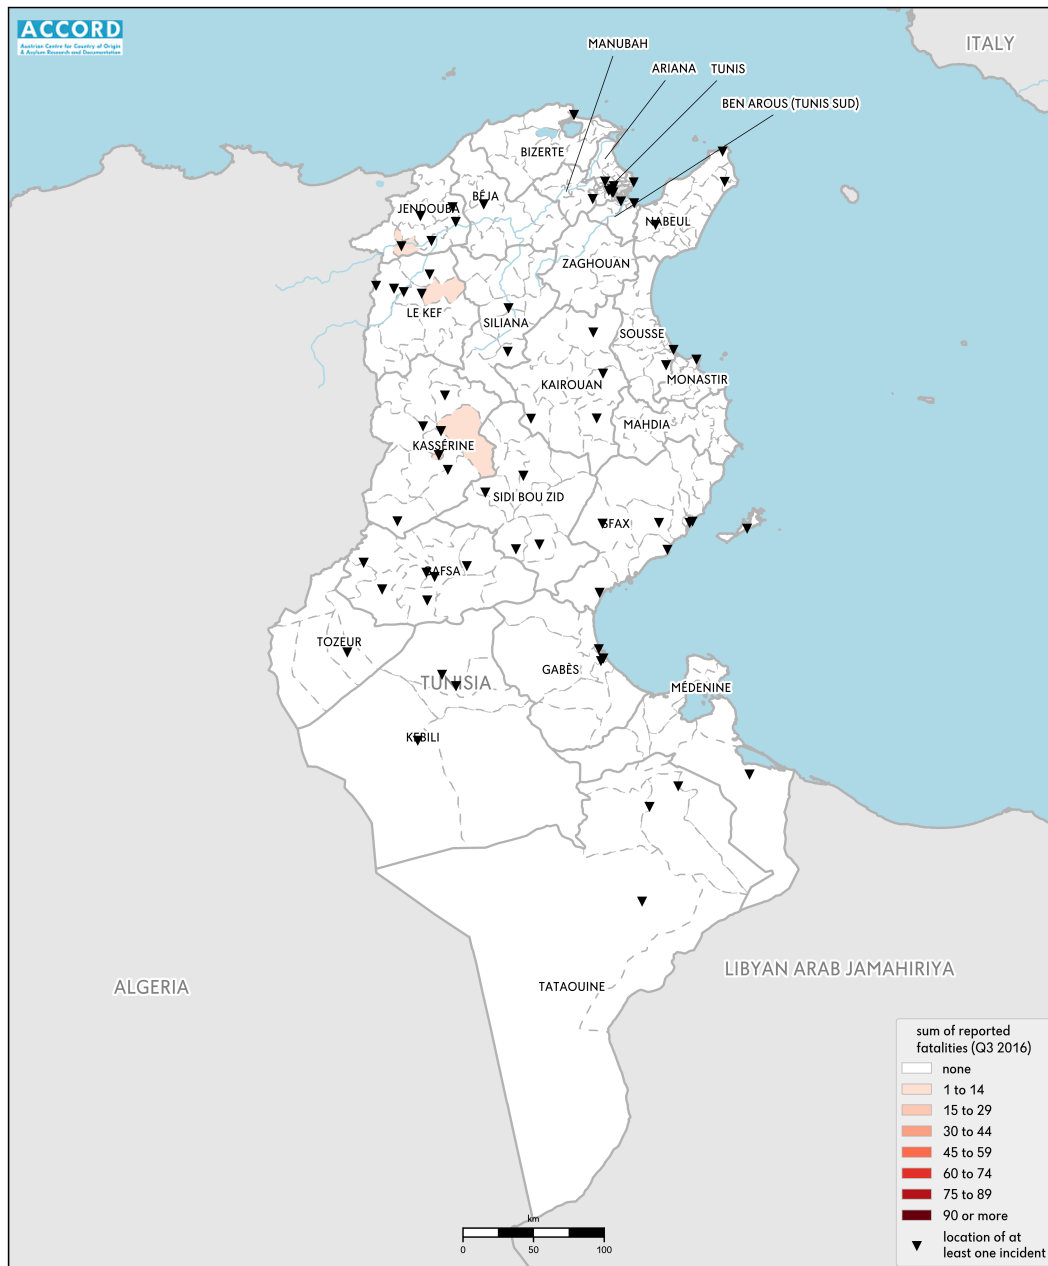 ACCORD
Austrian Centre for Country of Origin
& Asylum Research and Documentation
ITALY
MANUBAH
ARIANA
TUNIS
BEN AROUS (TUNIS SUD)
BIZERTE
BÉJA
JENDOUBA
NABEUL
ZAGHOUAN
LE KEF
SILIANA
SOUSSE
KAIROUAN
MONASTIR
MAHDIA
KASSÉRINE
SIDI BOU ZID
SFAX
GAFSA
TOZEUR
TUNISIA
GABÈS
MÉDENINE
KEBILI
TATAOUINE
ALGERIA
LIBYAN ARAB JAMAHIRIYA
sum of reported
fatalities (Q3 2016)
none
1 to 14
15 to 29
30 to 44
45 to 59
60 to 74
75 to 89
90 or more
location of at
least one incident
km
0 50 100